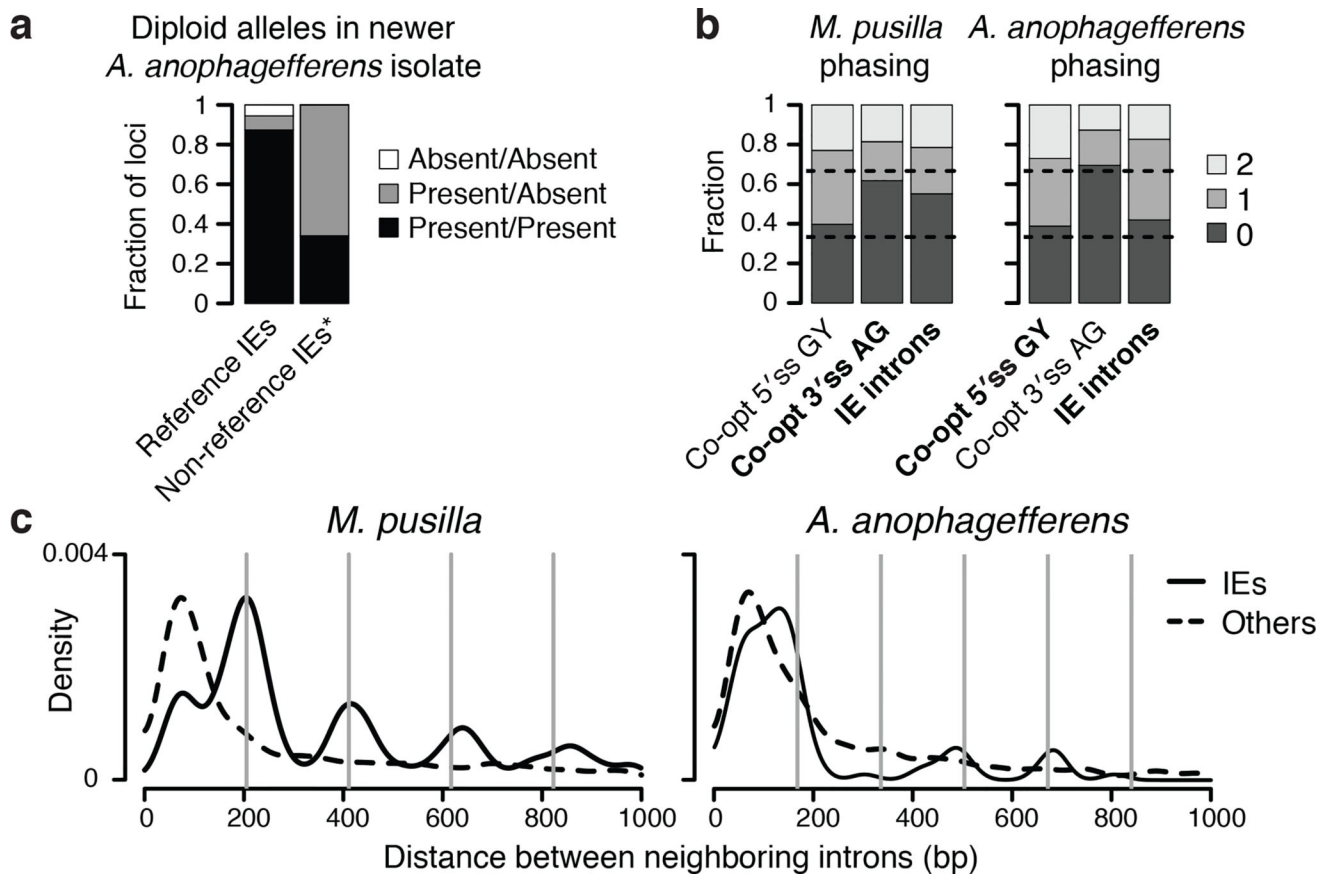 a
Diploid alleles in newer
A. anophagefferens isolate
Fraction of loci
1
0.8
0.6
0.4
0.2
0
Absent/Absent
Present/Absent
Present/Present
Reference IEs
Non-reference IEs*
b
M. pusilla
phasing
A. anophagefferens
phasing
Fraction
1
0.8
0.6
0.4
0.2
0
2
1
0
Co-opt 5′ss GY
Co-opt 3′ss AG
IE introns
Co-opt 5′ss GY
Co-opt 3′ss AG
IE introns
c
M. pusilla
A. anophagefferens
0.004
Density
0
IEs
Others
0 200 400 600 800 1000
0 200 400 600 800 1000
Distance between neighboring introns (bp)